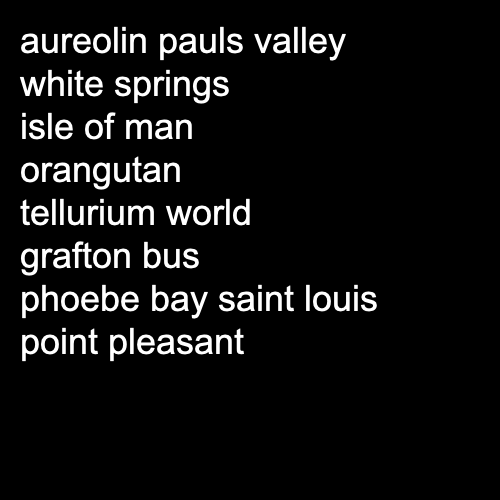 aureolin pauls valley
white springs
isle of man
orangutan
tellurium world
grafton bus
phoebe bay saint louis
point pleasant